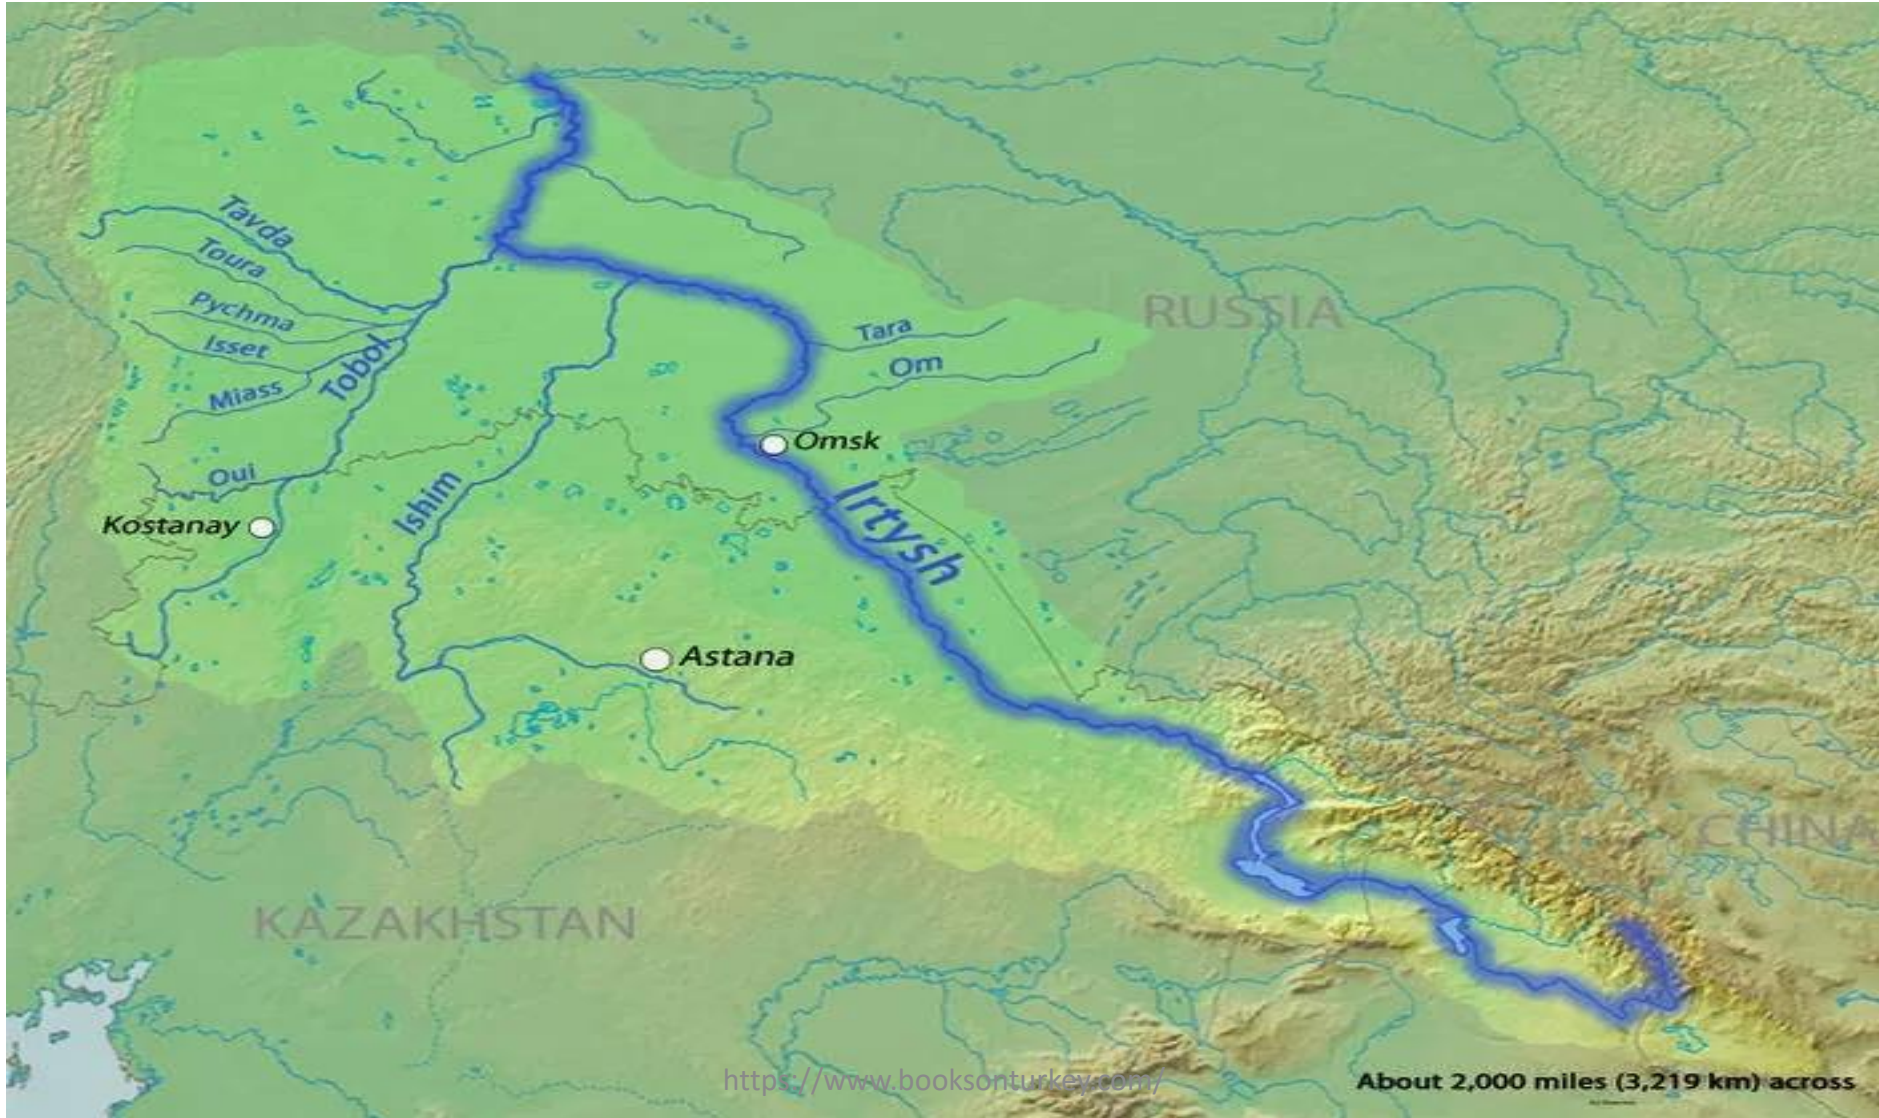 Tavda
Toura
Pychma
Isset
Miass
Tobol
Oui
Kostanay
Ishim
Tara
Om
RUSSIA
Omsk
Irtysh
Astana
CHINA
KAZAKHSTAN
https://www.booksonturkey.com/
About 2,000 miles (3,219 km) across